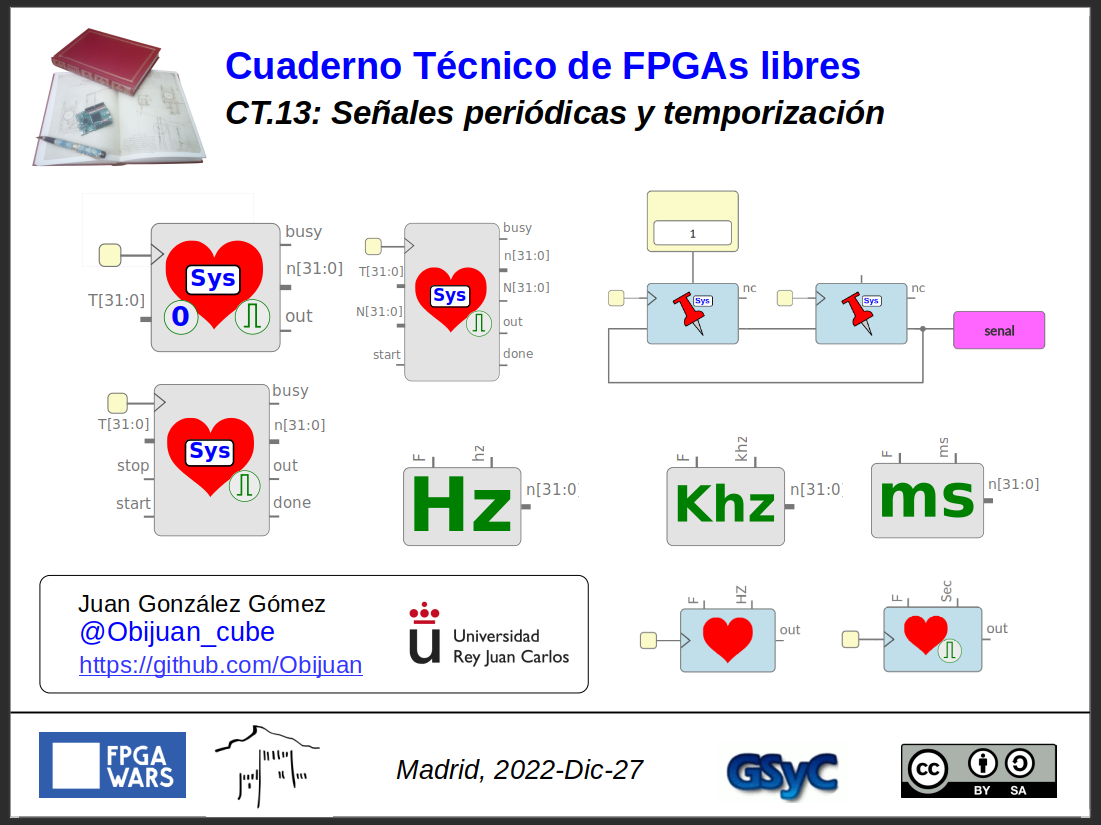 Cuaderno Técnico de FPGAs libres
CT.13: Señales periódicas y temporización
busy
n[31:0]
Sys
T[31:0]
0
out
busy
n[31:0]
T[31:0]
Sys
N[31:0]
N[31:0]
out
start
done
1
Sys
nc
Sys
nc
senal
busy
T[31:0]
n[31:0]
Sys
stop
out
start
done
F
hz
Hz
n[31:0]
F
khz
Khz
n[31:0]
F
ms
ms
n[31:0]
F
HZ
out
F
Sec
out
Juan González Gómez
@Obijuan_cube
https://github.com/Obijuan
u
Universidad
Rey Juan Carlos
FPGA
WARS
Madrid, 2022-Dic-27
GSyC
cc
BY SA